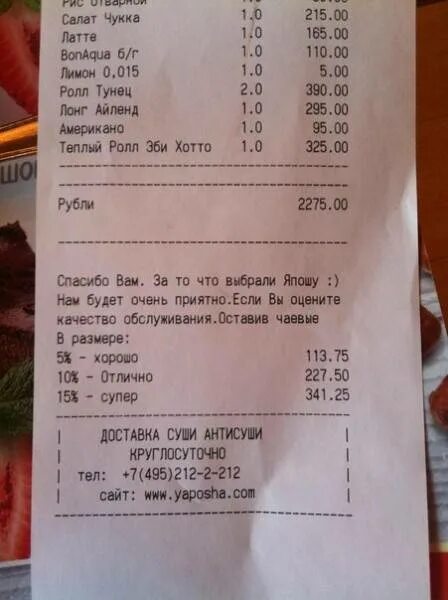 Рис отварной 1.0
Салат Чукка 1.0 215.00
Латте 1.0 165.00
BonAqua б/г 1.0 110.00
Лимон 0,015 1.0 5.00
Ролл Тунец 2.0 390.00
Лонг Айленд 1.0 295.00
Американо 1.0 95.00
Теплый Ролл Эби Хотто 1.0 325.00
Рубли 2275.00
Спасибо Вам. За то что выбрали Япошу :)
Нам будет очень приятно.Если Вы оцените
качество обслуживания.Оставив чаевые
В размере:
5% - хорошо 113.75
10% - Отлично 227.50
15% - супер 341.25
ДОСТАВКА СУШИ АНТИСУШИ
КРУГЛОСУТОЧНО
тел: +7(495)212-2-212
сайт: www.yaposha.com